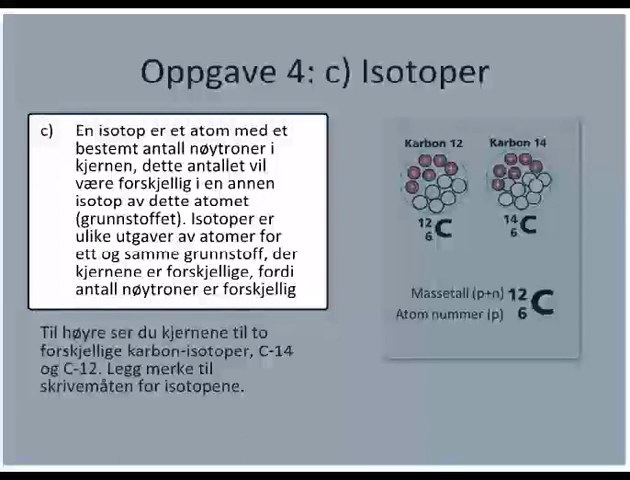 Oppgave 4: c) Isotoper
c) En isotop er et atom med et
bestemt antall nøytroner i
kjernen, dette antallet vil
være forskjellig i en annen
isotop av dette atomet
(grunnstoffet). Isotoper er
ulike utgaver av atomer for
ett og samme grunnstoff, der
kjernene er forskjellige, fordi
antall nøytroner er forskjellig
Til høyre ser du kjernene til to
forskjellige karbon-isotoper, C-14
og C-12. Legg merke til
skrivemåten for isotopene.
Karbon 12 Karbon 14
12 6 C 14 6 C
Massetall (p+n) 12 C
Atom nummer (p) 6